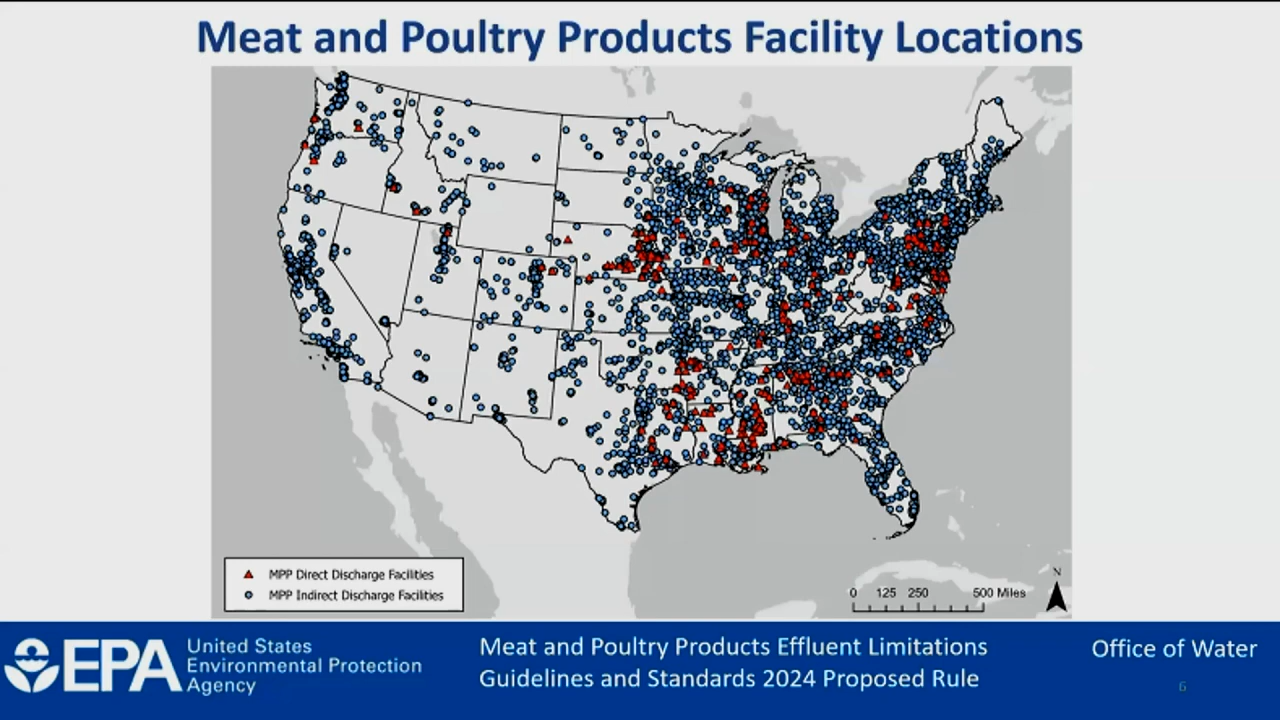 Meat and Poultry Products Facility Locations
MPP Direct Discharge Facilities
MPP Indirect Discharge Facilities
0 125 250 500 Miles
N
EPA
United States
Environmental Protection
Agency
Meat and Poultry Products Effluent Limitations
Guidelines and Standards 2024 Proposed Rule
Office of Water
6